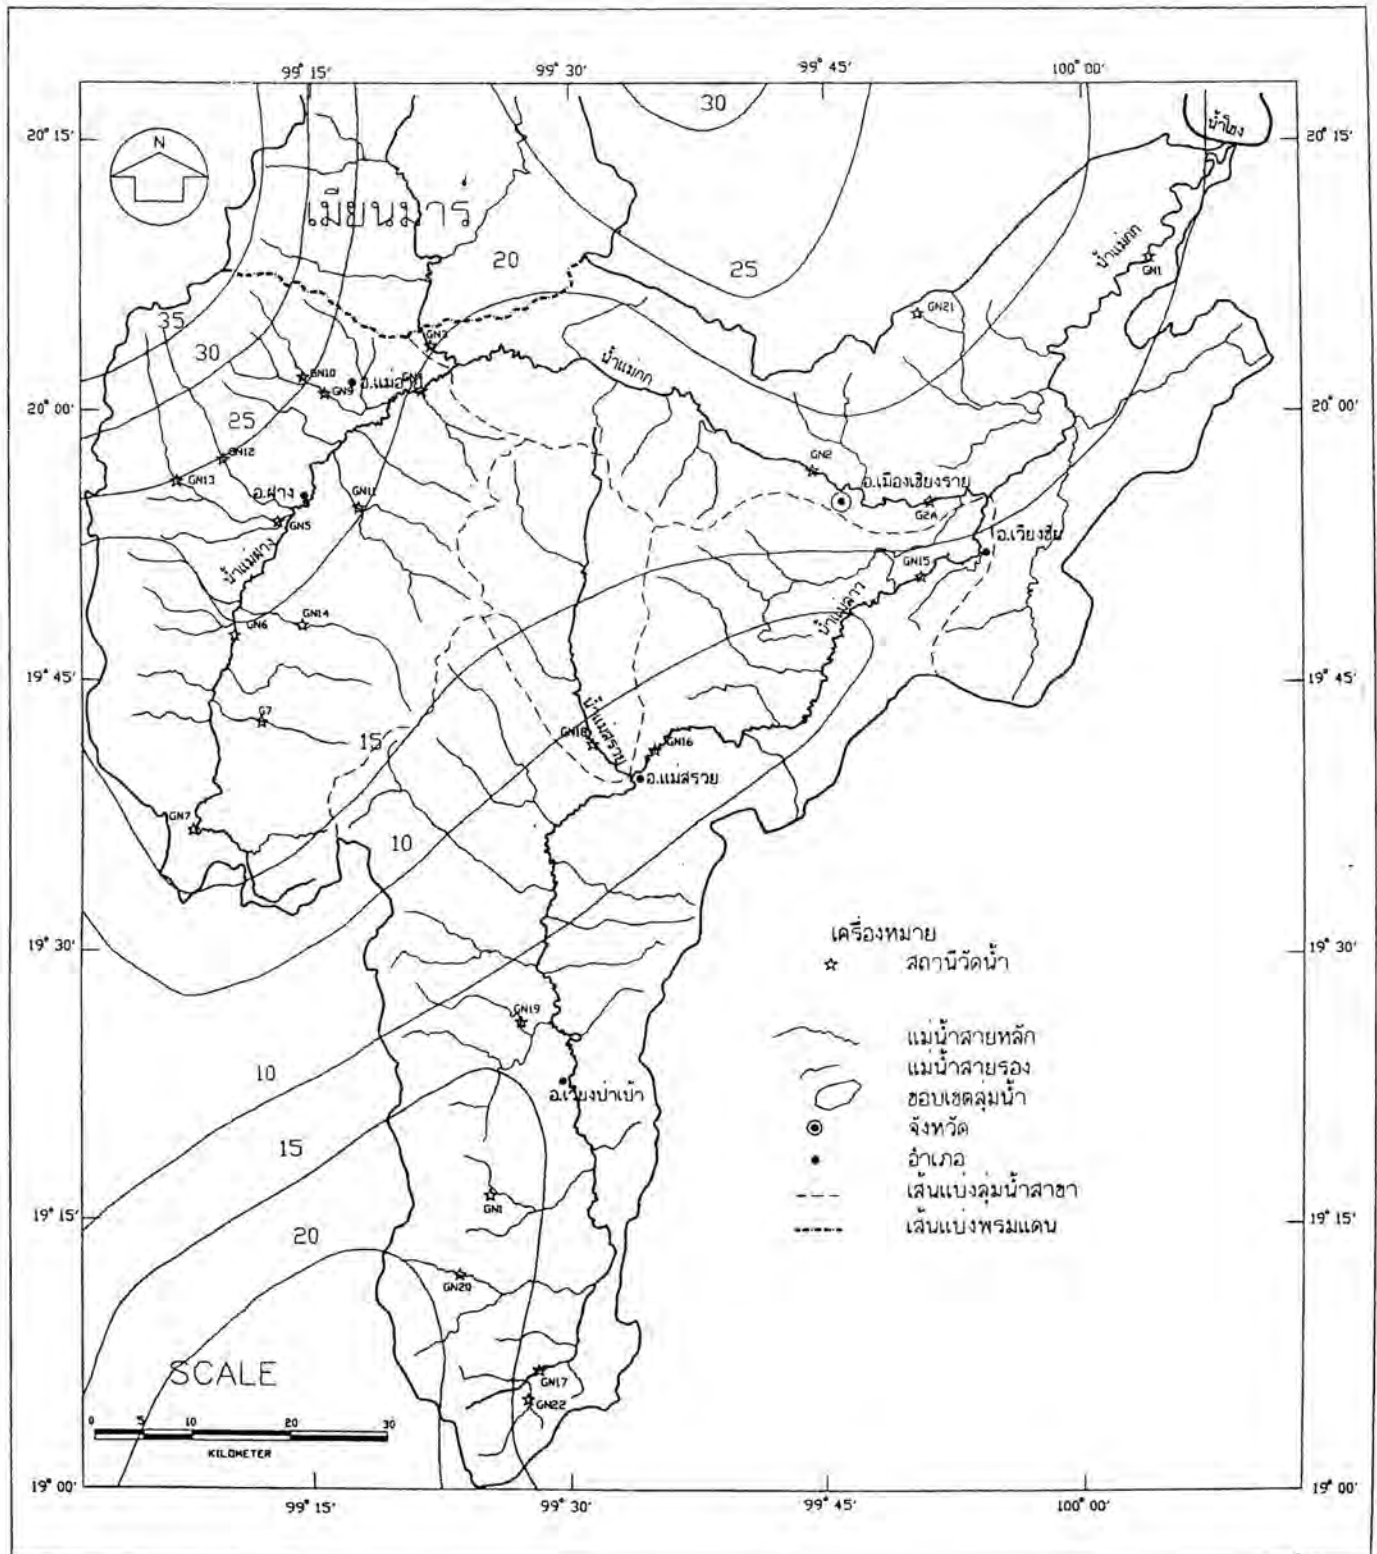 99° 15' 99° 30' 99° 45' 100° 00'
20° 15' 20° 15'
น้ำโขง
N
เมียนมาร์
30
น้ำแม่กก
GN1
25
20
GN21
35
GN3
30
GN10
อ.แม่อาย
GN9
น้ำแม่กก
20° 00' 20° 00'
25
GN12
GN2
GN13
อ.ฝาง
GN11
อ.เมืองเชียงราย
G2A
GN5
อ.เวียงชัย
น้ำแม่ฝาง
GN15
GN14
น้ำแม่ลาว
GN6
19° 45' 19° 45'
G7
น้ำแม่สรวย
15
GN18
GN16
อ.แม่สรวย
GN7
10
เครื่องหมาย
19° 30' 19° 30'
สถานีวัดน้ำ
GN19
แม่น้ำสายหลัก
แม่น้ำสายรอง
10
อ.เวียงป่าเป้า
ขอบเขตลุ่มน้ำ
จังหวัด
15
อำเภอ
เส้นแบ่งลุ่มน้ำสาขา
GN1
19° 15' 19° 15'
เส้นแบ่งพรมแดน
20
GN20
SCALE
GN17
GN22
0 5 10 20 30
KILOMETER
19° 00' 19° 00'
99° 15' 99° 30' 99° 45' 100° 00'